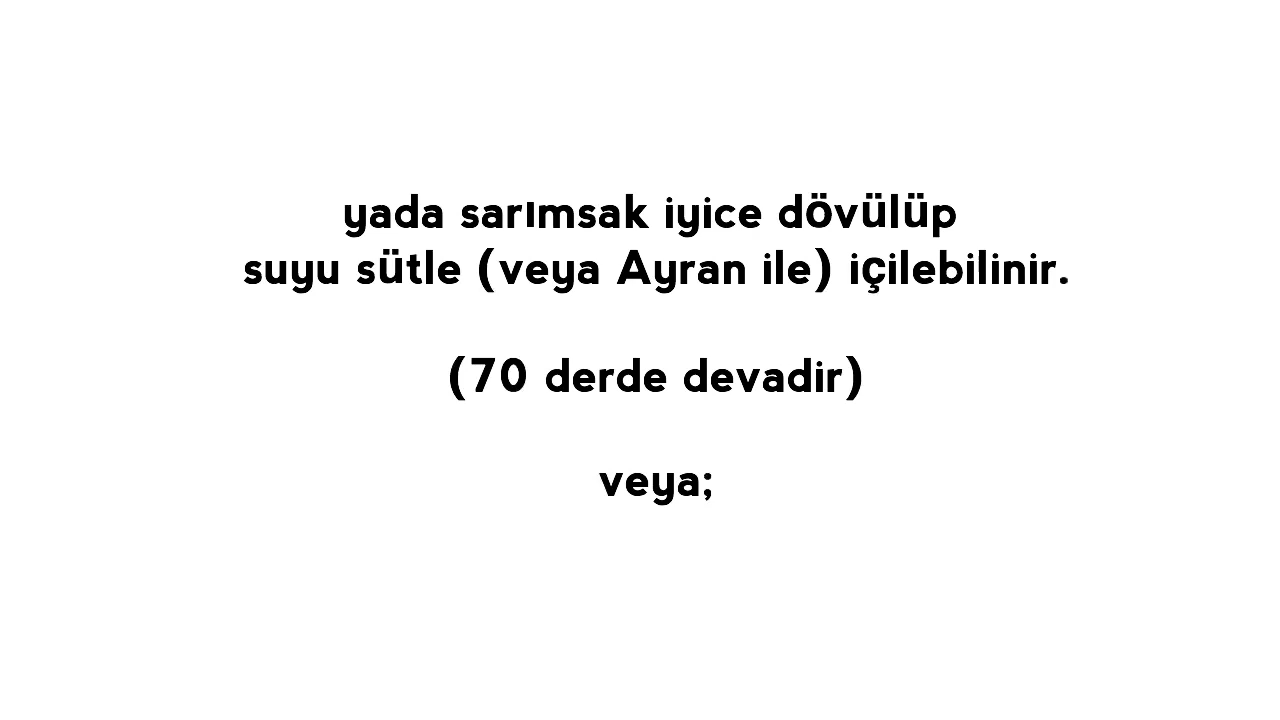 yada sarımsak iyice dövülüp
suyu sütle (veya Ayran ile) içilebilinir.
(70 derde devadir)
veya;